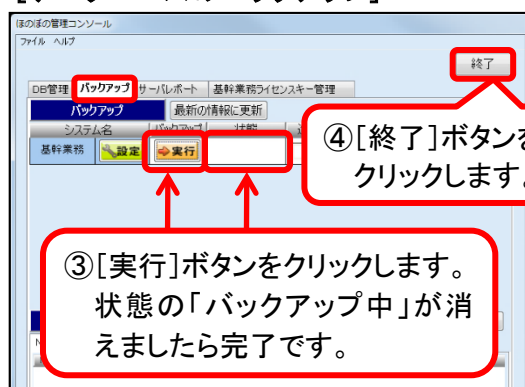 ほのぼの管理コンソール
ファイル ヘルプ
終了
DB管理 バックアップ サーバレポート 基幹業務ライセンスキー管理
バックアップ 最新の情報に更新
システム名 バックアップ 状態
基幹業務 設定 実行
④[終了]ボタンを
クリックします。
③[実行]ボタンをクリックします。
状態の「バックアップ中」が消
えましたら完了です。